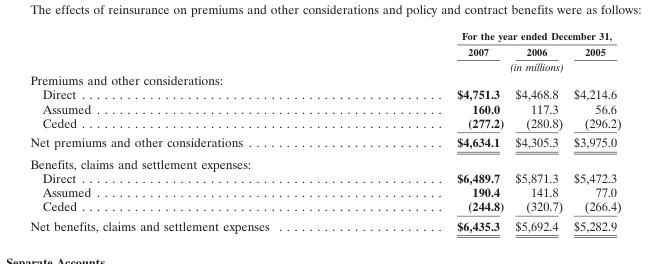 The effects of reinsurance on premiums and other considerations and policy and contract benefits were as follows:
For the year ended December 31,
2007 2006 2005
(in millions)
Premiums and other considerations:
Direct . . . . . . . . . . . . . . . . . . . . . . . . . . . . . . . . . . . . . . . . . . . . . . . . $4,751.3 $4,468.8 $4,214.6
Assumed . . . . . . . . . . . . . . . . . . . . . . . . . . . . . . . . . . . . . . . . . . . . . . 160.0 117.3 56.6
Ceded . . . . . . . . . . . . . . . . . . . . . . . . . . . . . . . . . . . . . . . . . . . . . . . . (277.2) (280.8) (296.2)
Net premiums and other considerations . . . . . . . . . . . . . . . . . . . . . . . . . . $4,634.1 $4,305.3 $3,975.0
Benefits, claims and settlement expenses:
Direct . . . . . . . . . . . . . . . . . . . . . . . . . . . . . . . . . . . . . . . . . . . . . . . . $6,489.7 $5,871.3 $5,472.3
Assumed . . . . . . . . . . . . . . . . . . . . . . . . . . . . . . . . . . . . . . . . . . . . . . 190.4 141.8 77.0
Ceded . . . . . . . . . . . . . . . . . . . . . . . . . . . . . . . . . . . . . . . . . . . . . . . . (244.8) (320.7) (266.4)
Net benefits, claims and settlement expenses . . . . . . . . . . . . . . . . . . . . . . $6,435.3 $5,692.4 $5,282.9
Separate Accounts